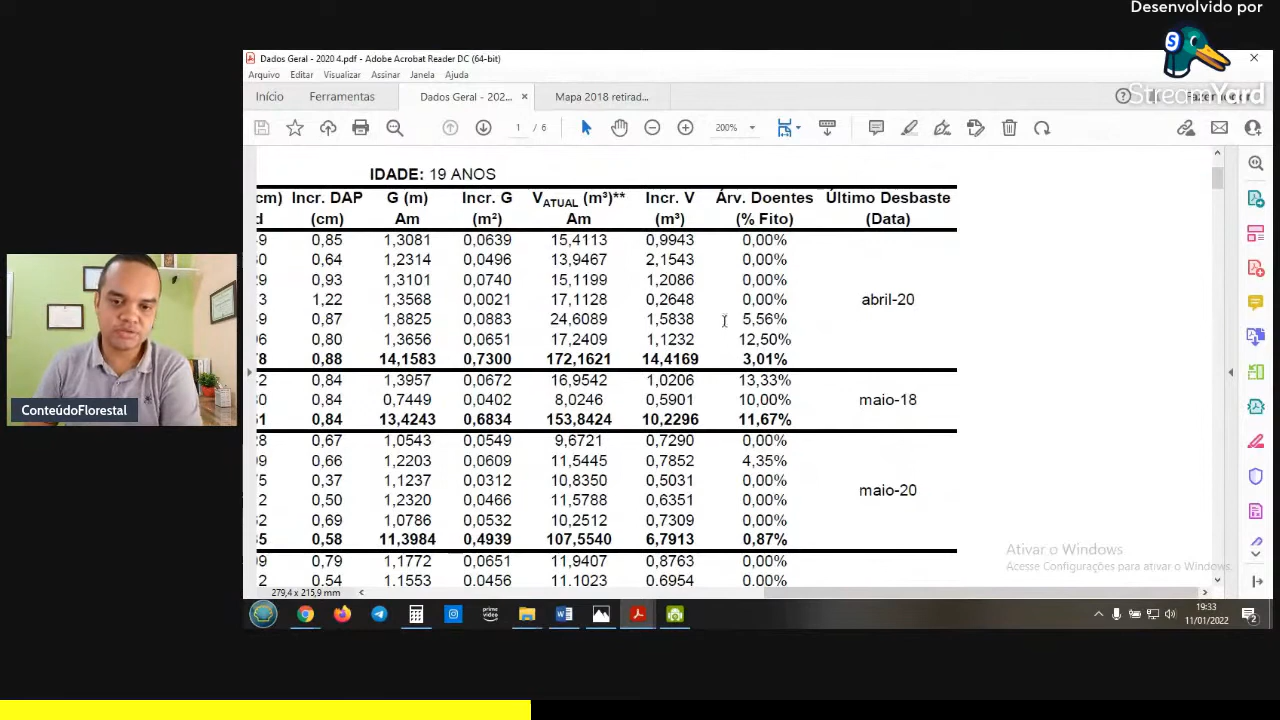 Desenvolvido por
S
StreamYard
Dados Geral - 2020 4.pdf - Adobe Acrobat Reader DC (64-bit)
Arquivo Editar Visualizar Assinar Janela Ajuda
Início Ferramentas Dados Geral - 202... × Mapa 2018 retirad...
1 / 6 200%
IDADE: 19 ANOS
cm) Incr. DAP G (m) Incr. G VATUAL (m³)** Incr. V Árv. Doentes Último Desbaste
d (cm) Am (m²) Am (m³) (% Fito) (Data)
0,85 1,3081 0,0639 15,4113 0,9943 0,00%
0,64 1,2314 0,0496 13,9467 2,1543 0,00%
0,93 1,3101 0,0740 15,1199 1,2086 0,00%
1,22 1,3568 0,0021 17,1128 0,2648 0,00% abril-20
0,87 1,8825 0,0883 24,6089 1,5838 5,56%
0,80 1,3656 0,0651 17,2409 1,1232 12,50%
0,88 14,1583 0,7300 172,1621 14,4169 3,01%
0,84 1,3957 0,0672 16,9542 1,0206 13,33%
0,84 0,7449 0,0402 8,0246 0,5901 10,00% maio-18
0,84 13,4243 0,6834 153,8424 10,2296 11,67%
0,67 1,0543 0,0549 9,6721 0,7290 0,00%
0,66 1,2203 0,0609 11,5445 0,7852 4,35%
0,37 1,1237 0,0312 10,8350 0,5031 0,00%
0,50 1,2320 0,0466 11,5788 0,6351 0,00% maio-20
0,69 1,0786 0,0532 10,2512 0,7309 0,00%
0,58 11,3984 0,4939 107,5540 6,7913 0,87%
0,79 1,1772 0,0651 11,9407 0,8763 0,00%
0,54 1,1553 0,0456 11,1023 0,6954 0,00%
ConteúdoFlorestal
Ativar o Windows
Acesse Configurações para ativar o Windows.
279,4 x 215,9 mm
prime video
19:33
11/01/2022
2